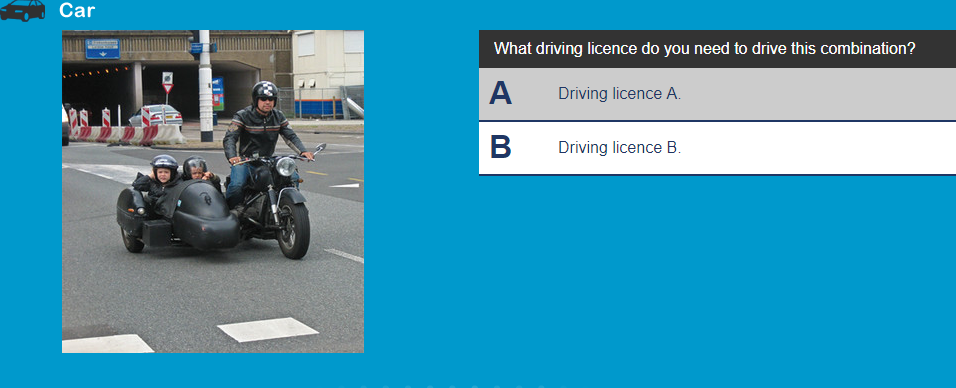 Car
What driving licence do you need to drive this combination?
A Driving licence A.
B Driving licence B.